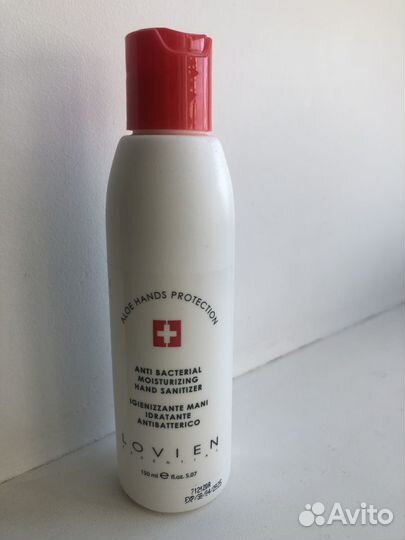 ALOE HANDS PROTECTION
ANTI BACTERIAL
MOISTURIZING
HAND SANITIZER
IGIENIZZANTE MANI
IDRATANTE
ANTIBATTERICO
LOVIEN
ESSENTIAL
150 ml e fl.oz. 5.07
Avito